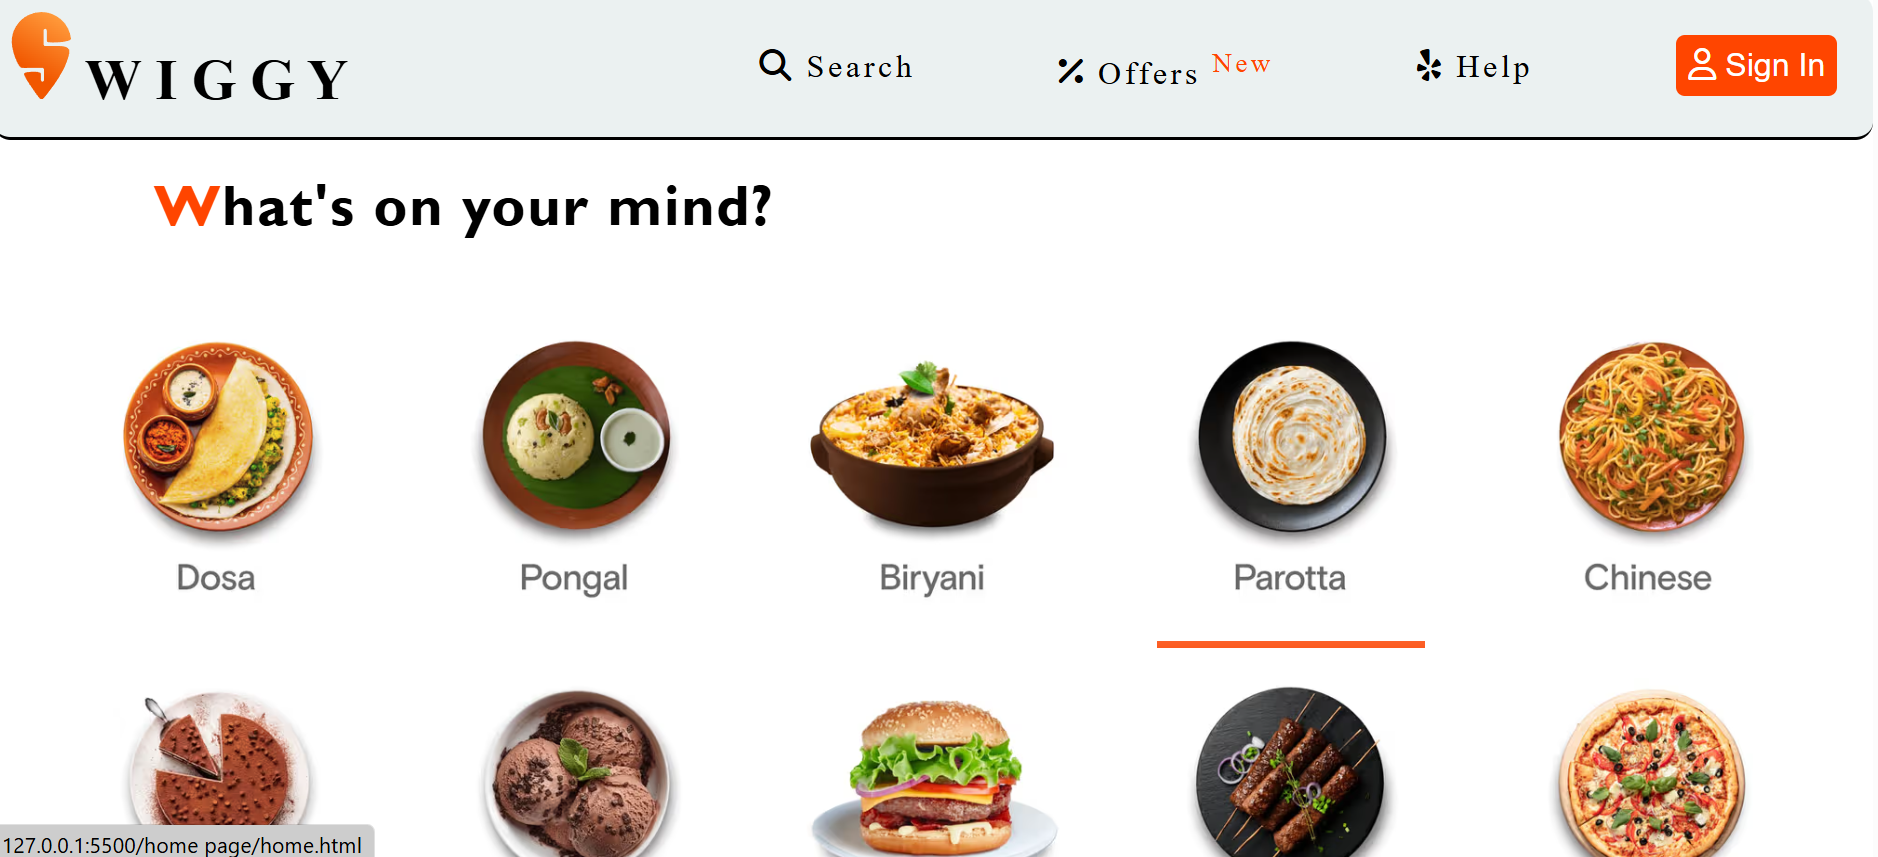 WIGGY
Search
Offers New
Help
Sign In
What's on your mind?
Dosa
Pongal
Biryani
Parotta
Chinese
127.0.0.1:5500/home page/home.html